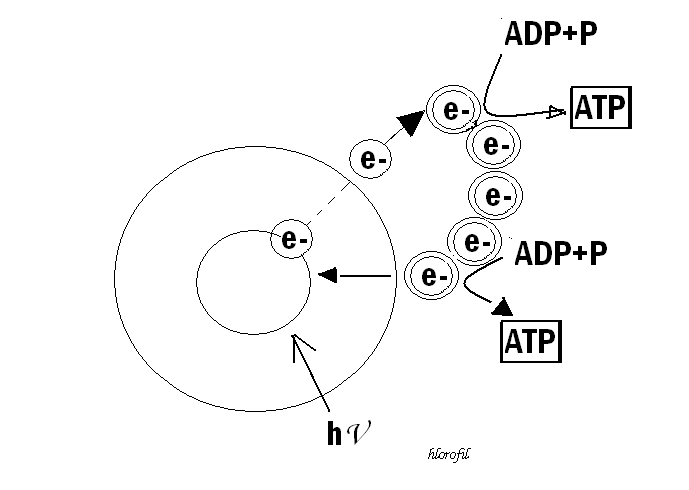 ADP+P
e-
ATP
e-
e-
e-
e-
e-
ADP+P
e-
ATP
hν
hlorofil